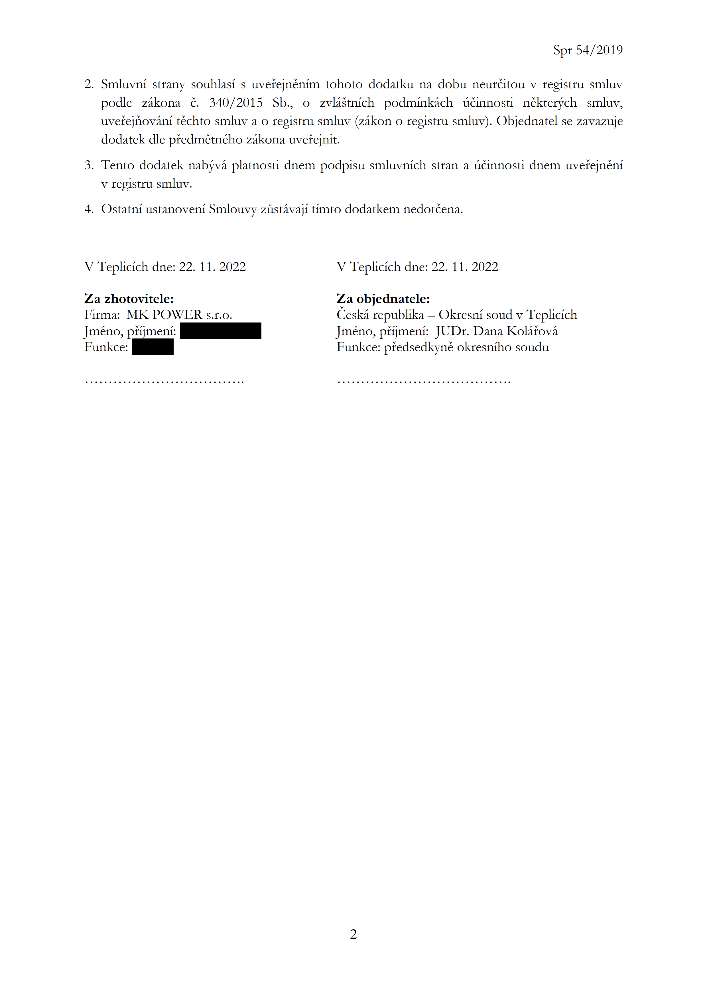 Spr 54/2019
2. Smluvní strany souhlasí s uveřejněním tohoto dodatku na dobu neurčitou v registru smluv
podle zákona č. 340/2015 Sb., o zvláštních podmínkách účinnosti některých smluv,
uveřejňování těchto smluv a o registru smluv (zákon o registru smluv). Objednatel se zavazuje
dodatek dle předmětného zákona uveřejnit.
3. Tento dodatek nabývá platnosti dnem podpisu smluvních stran a účinnosti dnem uveřejnění
v registru smluv.
4. Ostatní ustanovení Smlouvy zůstávají tímto dodatkem nedotčena.
V Teplicích dne: 22. 11. 2022
Za zhotovitele:
Firma: MK POWER s.r.o.
Jméno, příjmení:
Funkce:
……………………………….
V Teplicích dne: 22. 11. 2022
Za objednatele:
Česká republika – Okresní soud v Teplicích
Jméno, příjmení: JUDr. Dana Kolářová
Funkce: předsedkyně okresního soudu
………………………………….
2